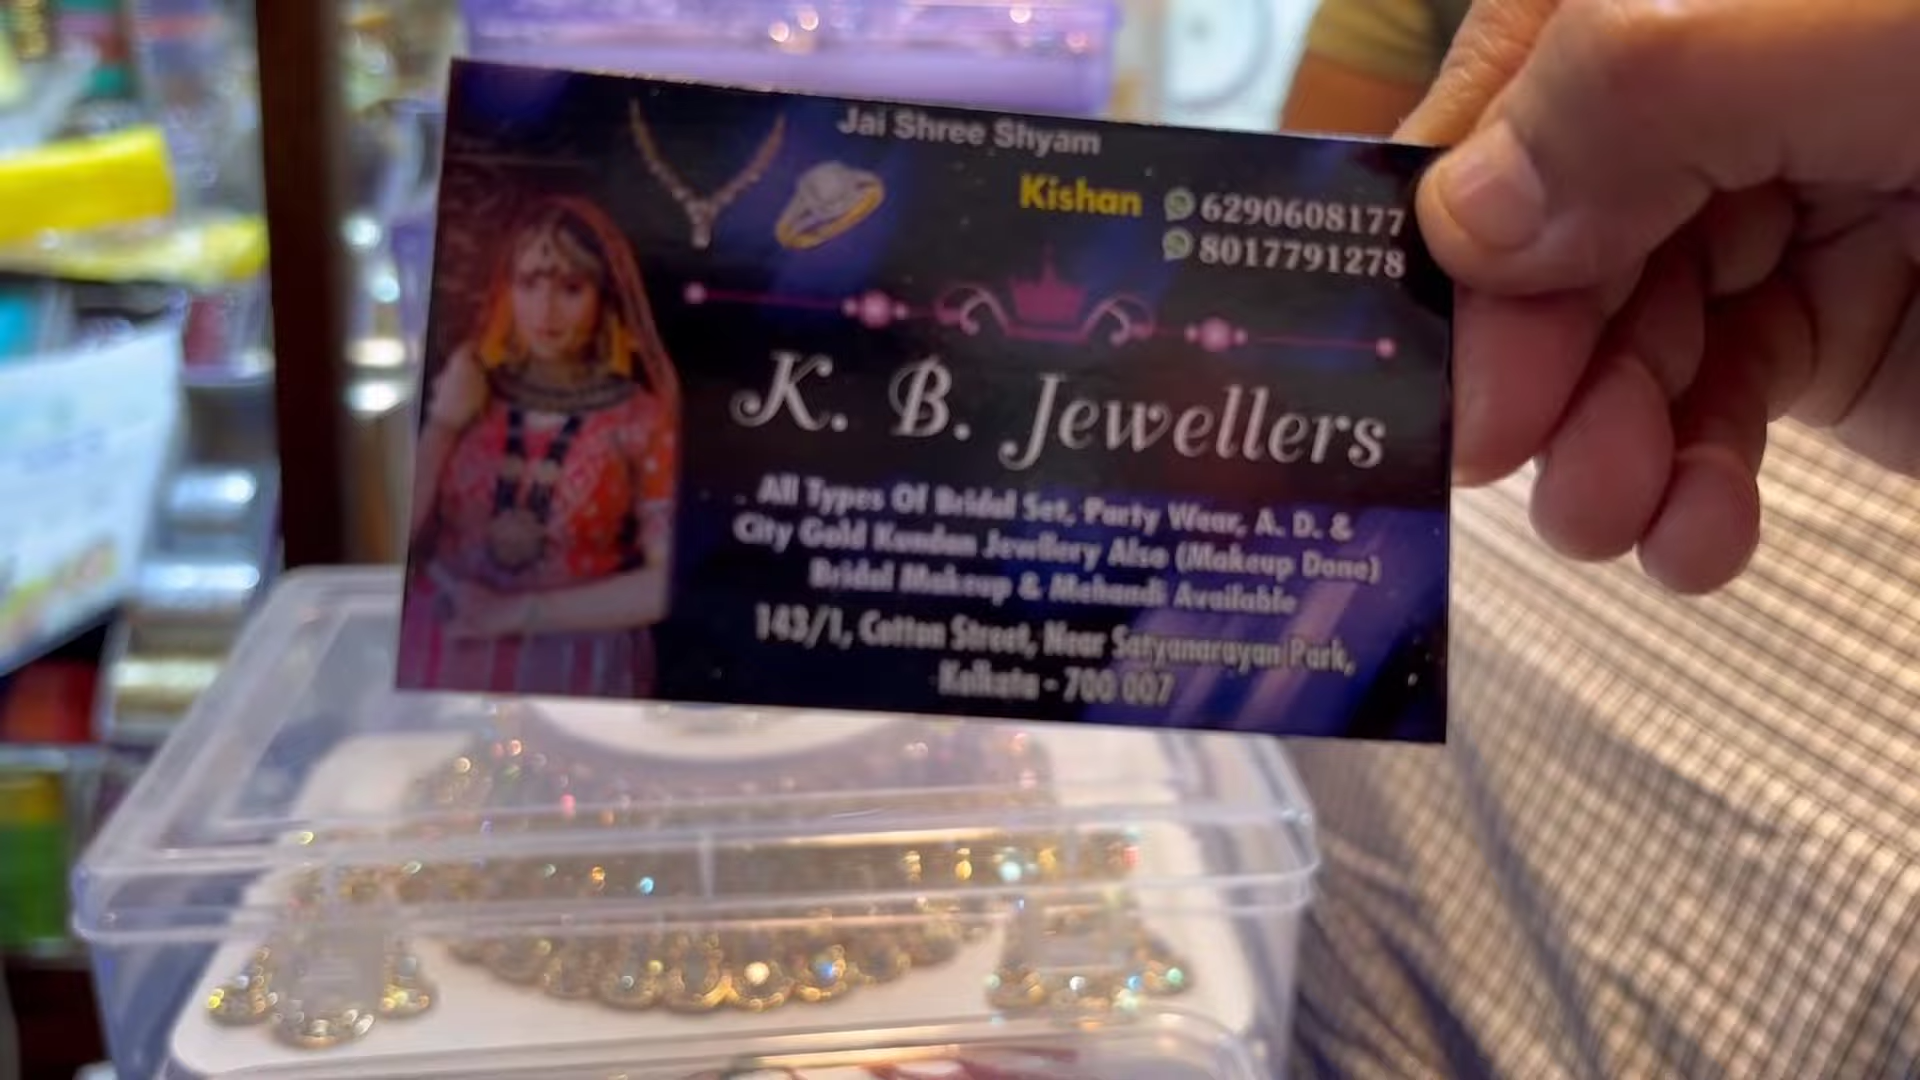 Jai Shree Shyam
Kishan 6290608177
8017791278
K. B. Jewellers
All Types Of Bridal Set, Party Wear, A. D. &
City Gold Kundan Jewellery Also (Makeup Done)
Bridal Makeup & Mehandi Available
143/1, Cotton Street, Near Satyanarayan Park,
Kolkata - 700 007